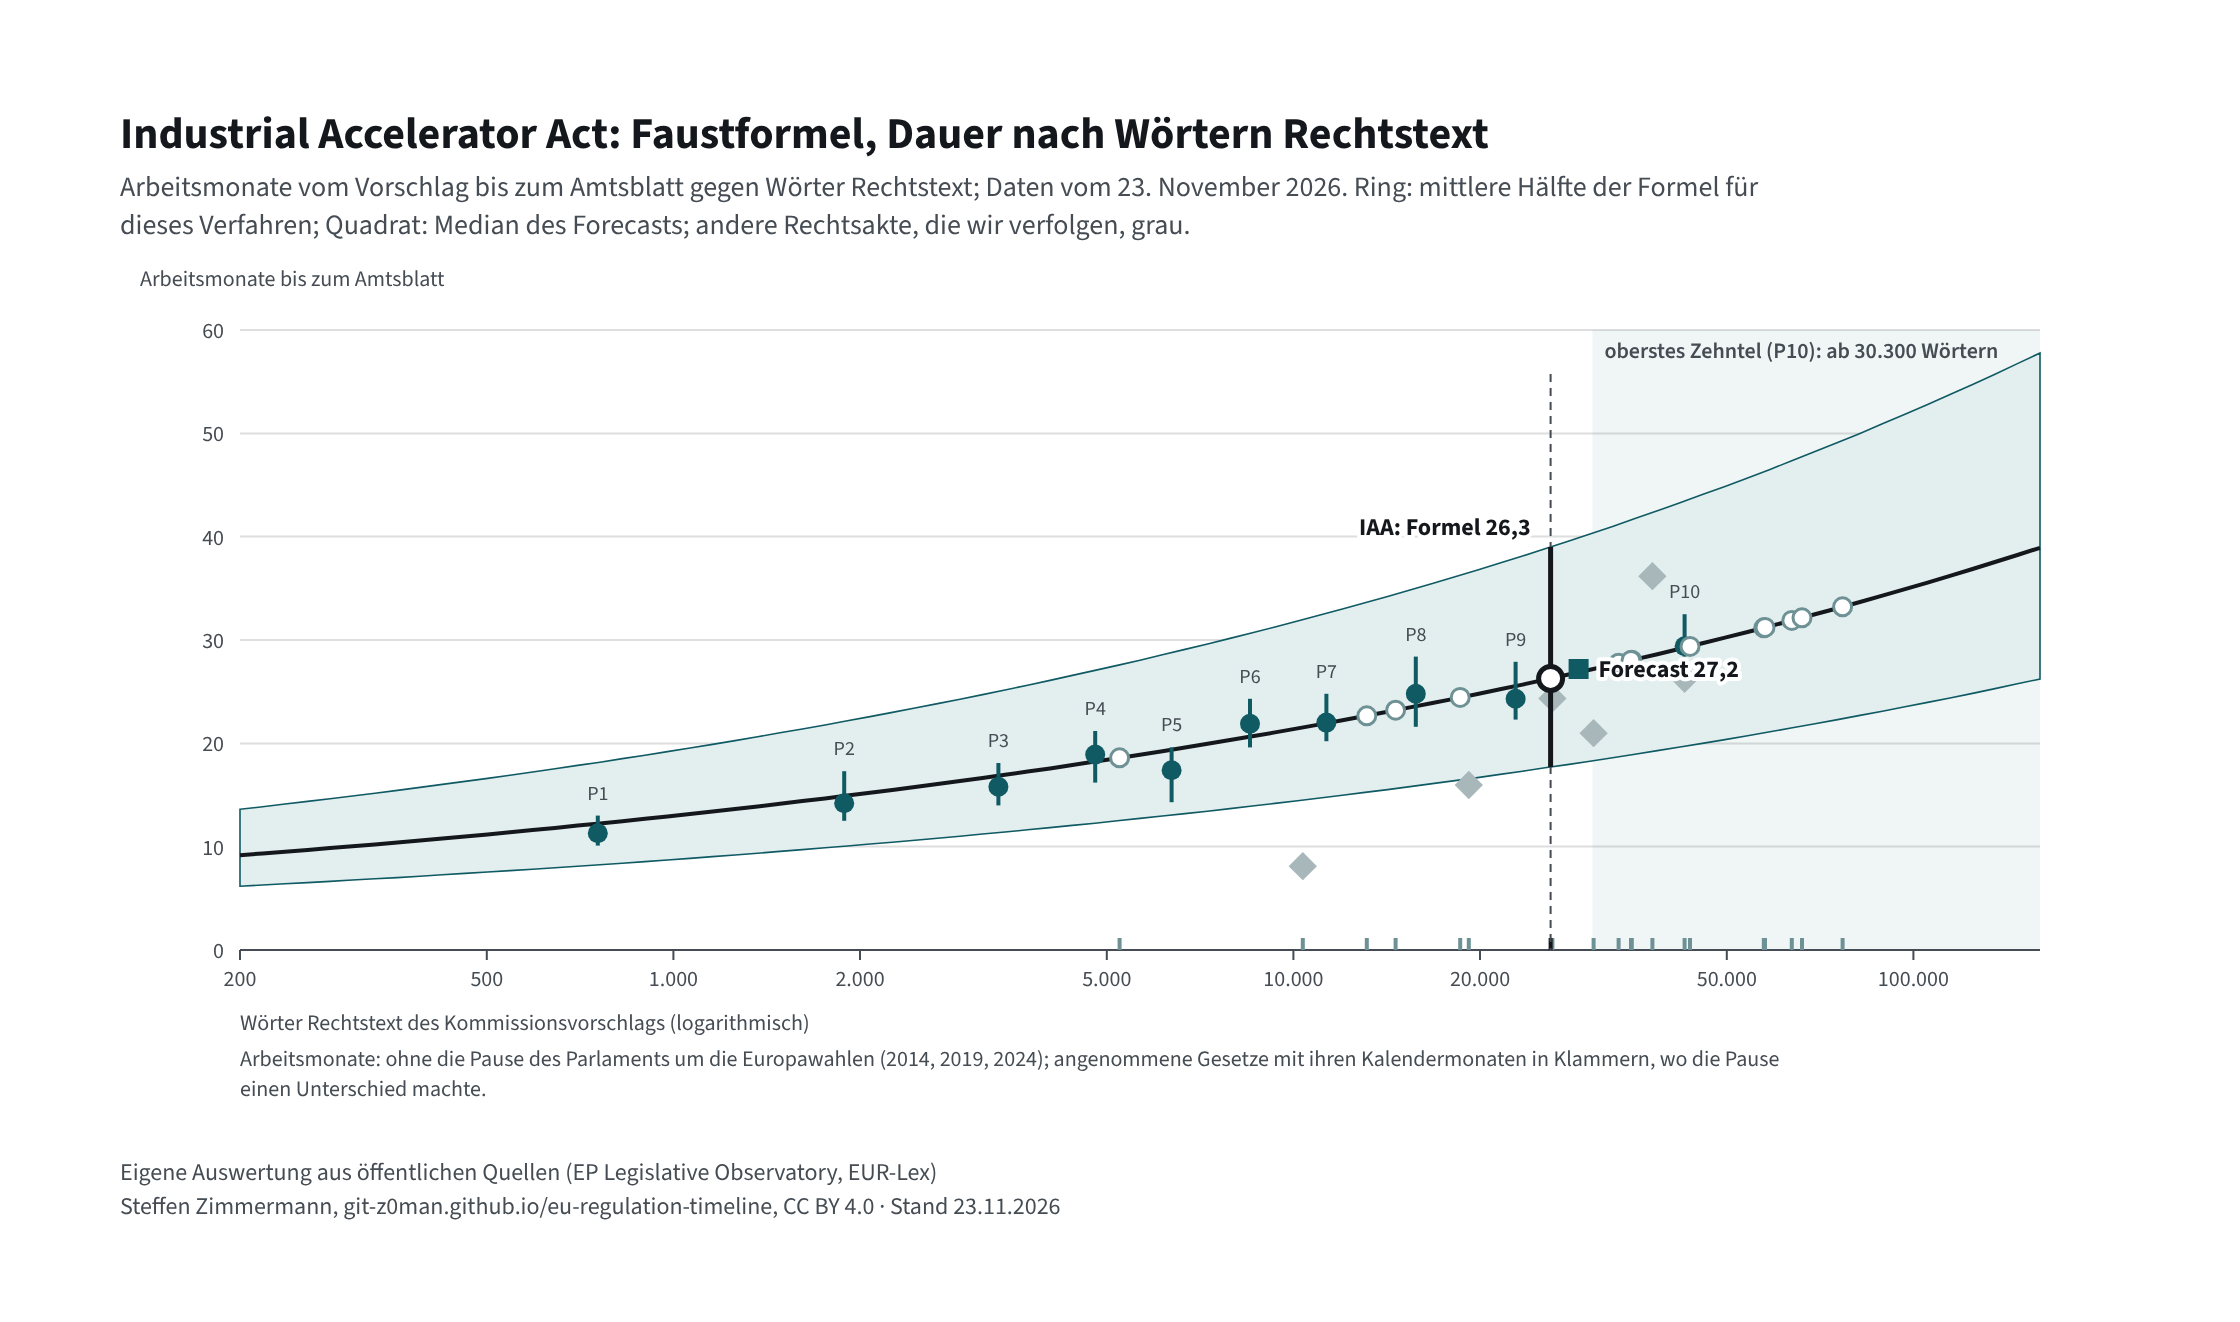 Industrial Accelerator Act: Faustformel, Dauer nach Wörtern Rechtstext
Arbeitsmonate vom Vorschlag bis zum Amtsblatt gegen Wörter Rechtstext; Daten vom 23. November 2026. Ring: mittlere Hälfte der Formel für
dieses Verfahren; Quadrat: Median des Forecasts; andere Rechtsakte, die wir verfolgen, grau.
Arbeitsmonate bis zum Amtsblatt
60
oberstes Zehntel (P10): ab 30.300 Wörtern
50
IAA: Formel 26,3
40
P10
P8
P9
30
P7
P6
Forecast 27,2
P4
P5
P3
P2
20
P1
10
0
200 500 1.000 2.000 5.000 10.000 20.000 50.000 100.000
Wörter Rechtstext des Kommissionsvorschlags (logarithmisch)
Arbeitsmonate: ohne die Pause des Parlaments um die Europawahlen (2014, 2019, 2024); angenommene Gesetze mit ihren Kalendermonaten in Klammern, wo die Pause
einen Unterschied machte.
Eigene Auswertung aus öffentlichen Quellen (EP Legislative Observatory, EUR-Lex)
Steffen Zimmermann, git-z0man.github.io/eu-regulation-timeline, CC BY 4.0 · Stand 23.11.2026